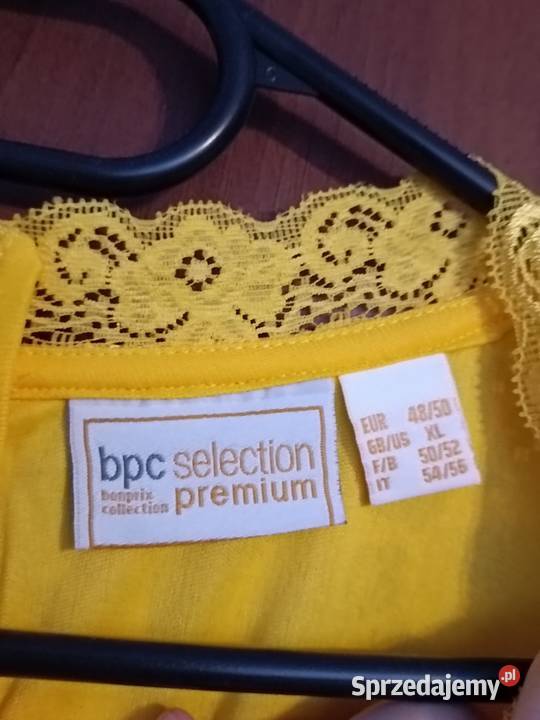 bpc selection
bonprix
collection
premium
EUR 48/50
GB/US XL
F/B 50/52
IT 54/56
Sprzedajemy.pl